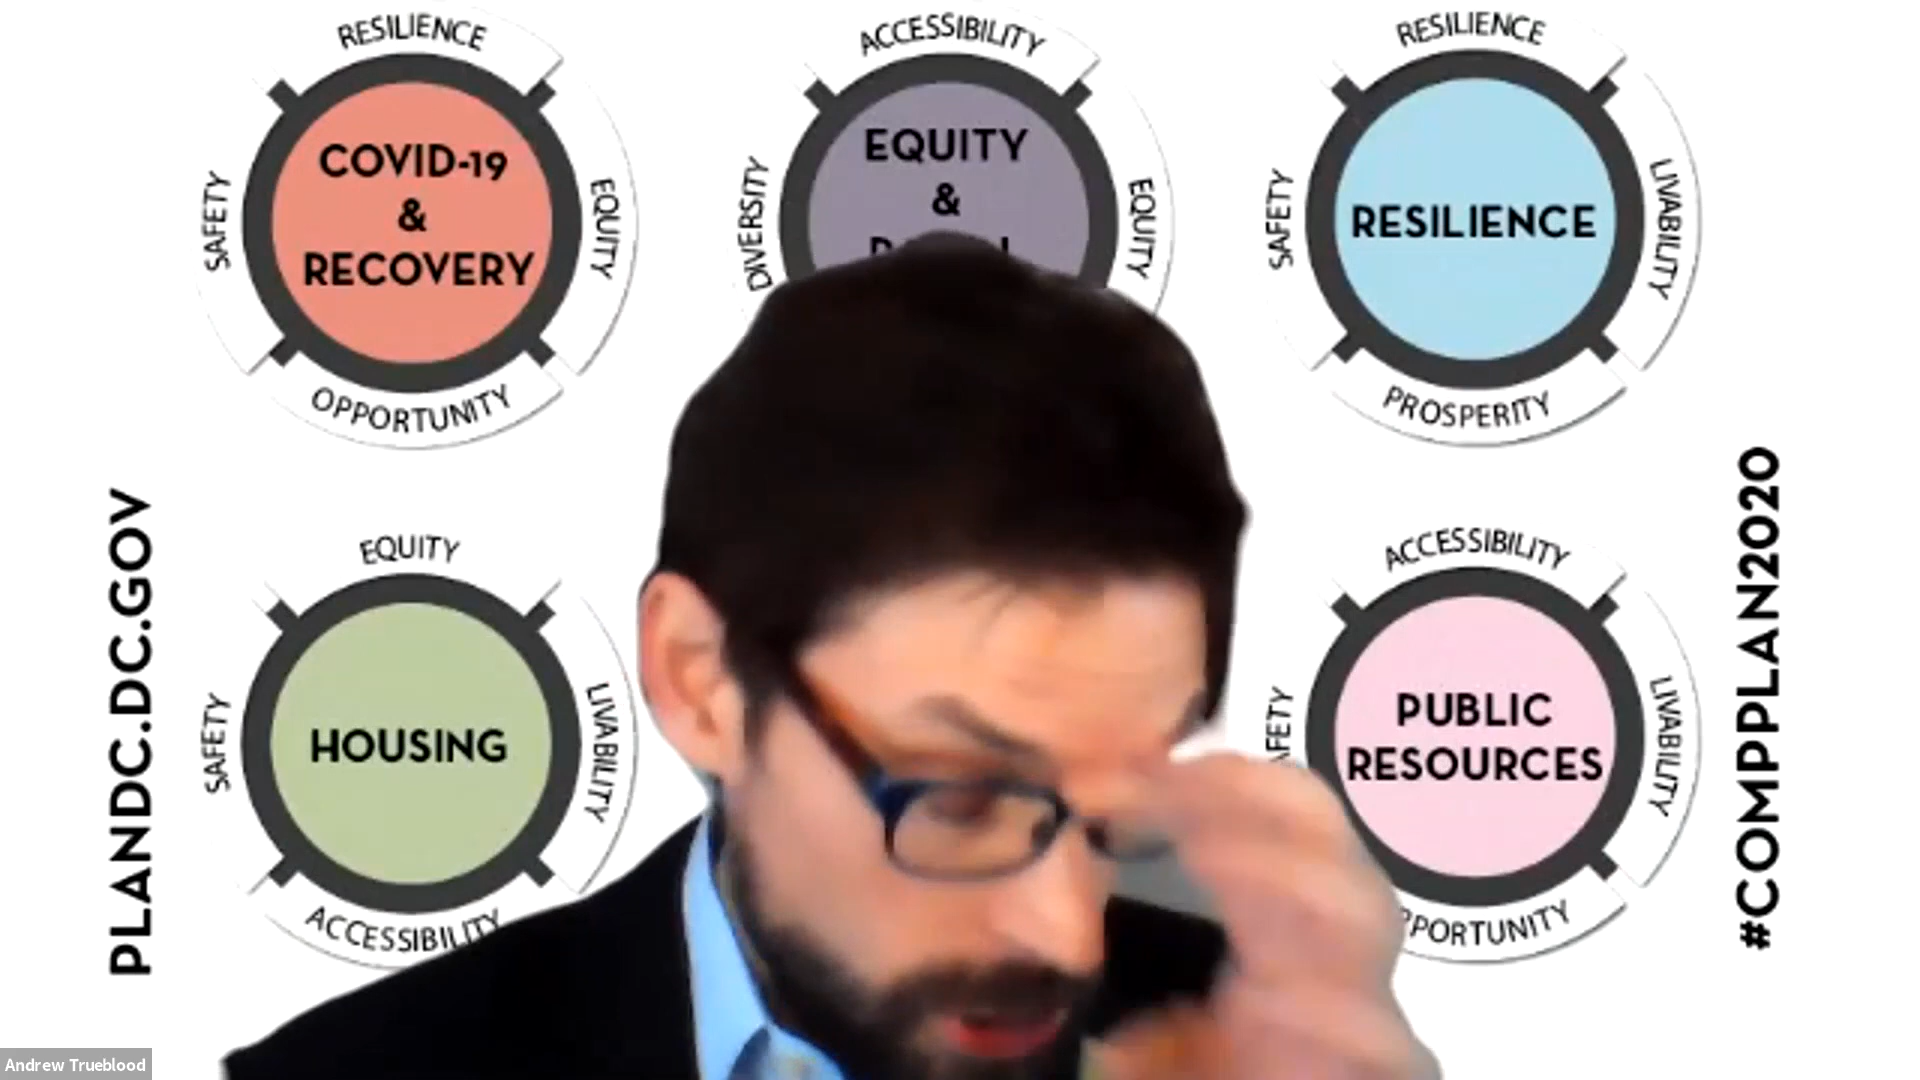 RESILIENCE
COVID-19
&
RECOVERY
SAFETY
EQUITY
OPPORTUNITY
ACCESSIBILITY
EQUITY
&
DIVERSITY
EQUITY
RESILIENCE
RESILIENCE
SAFETY
LIVABILITY
PROSPERITY
PLANDC.DC.GOV
EQUITY
HOUSING
SAFETY
LIVABILITY
ACCESSIBILITY
ACCESSIBILITY
PUBLIC
RESOURCES
LIVABILITY
#COMPPLAN2020
Andrew Trueblood